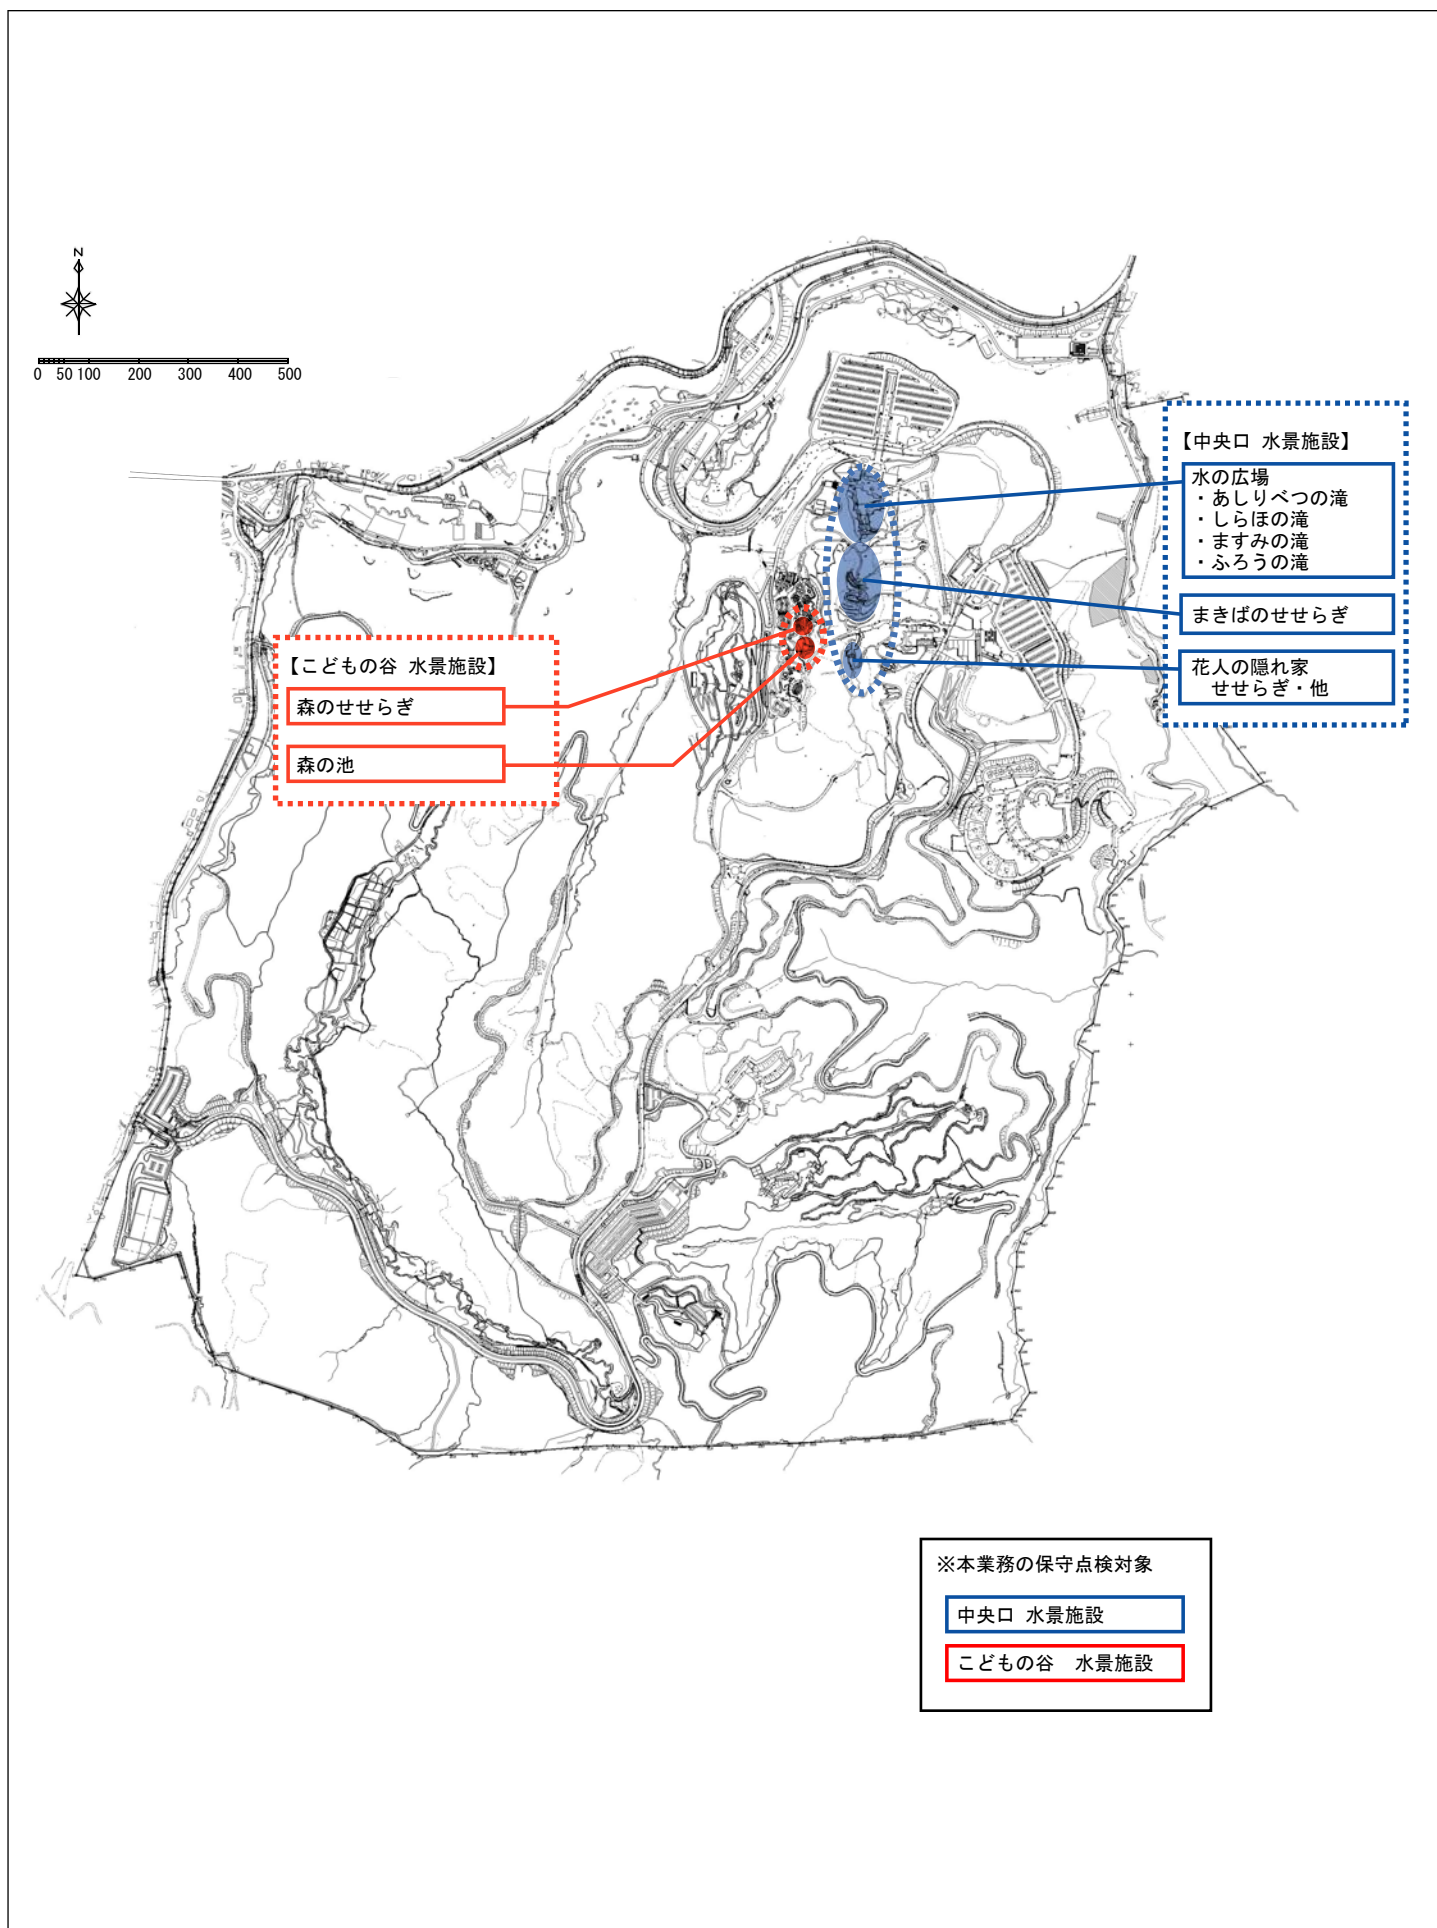 N
0 50 100 200 300 400 500
【中央口 水景施設】
水の広場
・あしりべつの滝
・しらほの滝
・ますみの滝
・ふろうの滝
まきばのせせらぎ
花人の隠れ家
せせらぎ・他
【こどもの谷 水景施設】
森のせせらぎ
森の池
※本業務の保守点検対象
中央口 水景施設
こどもの谷　水景施設